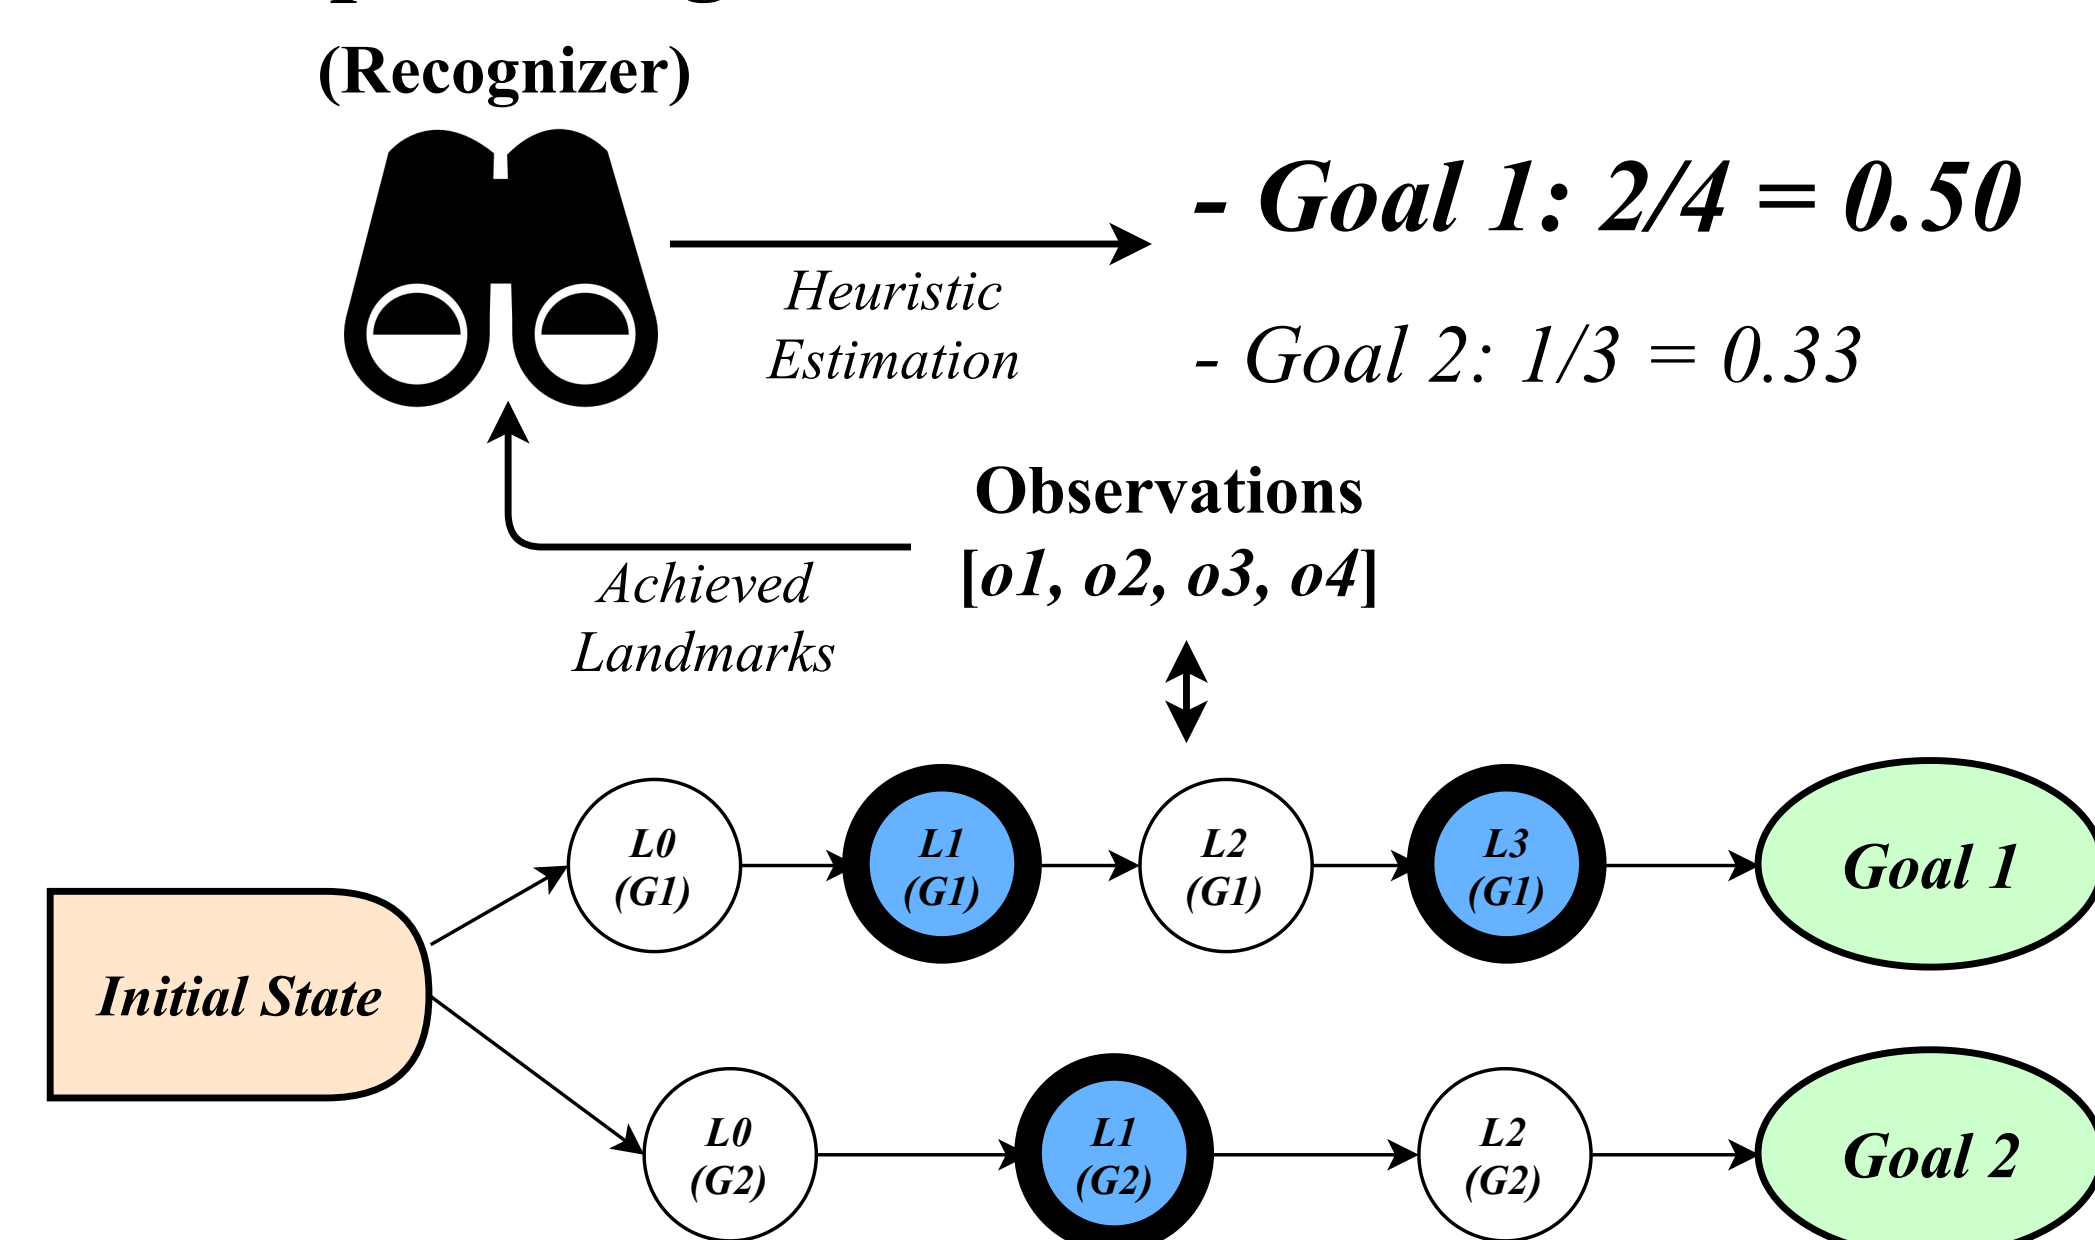 (Recognizer)
- Goal 1: 2/4 = 0.50
Heuristic
Estimation
- Goal 2: 1/3 = 0.33
Observations
[o1, o2, o3, o4]
Achieved
Landmarks
L0
(G1)
L1
(G1)
L2
(G1)
L3
(G1)
Goal 1
Initial State
L0
(G2)
L1
(G2)
L2
(G2)
Goal 2